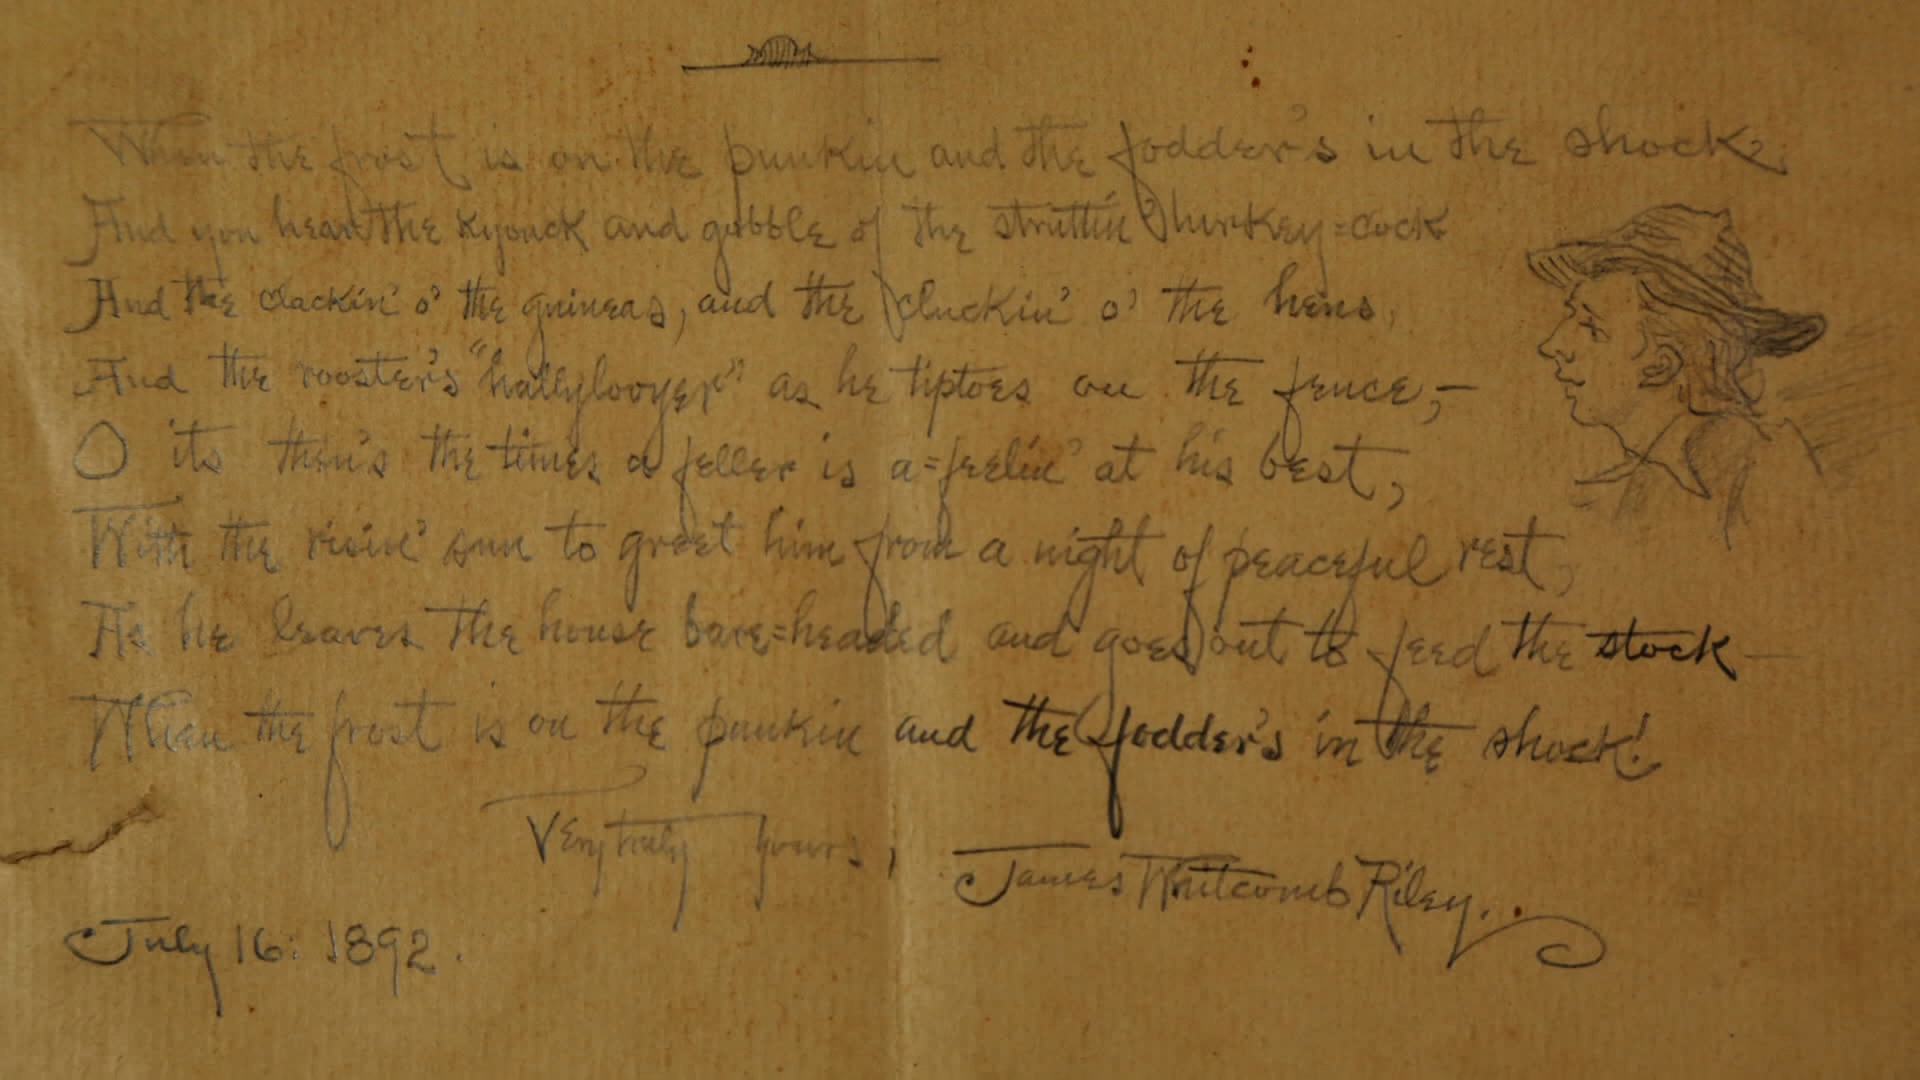 When the frost is on the punkin and the fodder's in the shock
And you hear the kyouck and gobble of the struttin' turkey=cock
And the clackin' o' the guineas, and the cluckin' o' the hens,
And the rooster's "hallylooyer" as he tiptoes on the fence,—
O its then's the times a feller is a=feelin' at his best,
With the risin' sun to greet him from a night of peaceful rest,
As he leaves the house bare=headed and goes out to feed the stock—
When the frost is on the punkin and the fodder's in the shock!
Very truly yours,
James Whitcomb Riley.
July 16: 1892.